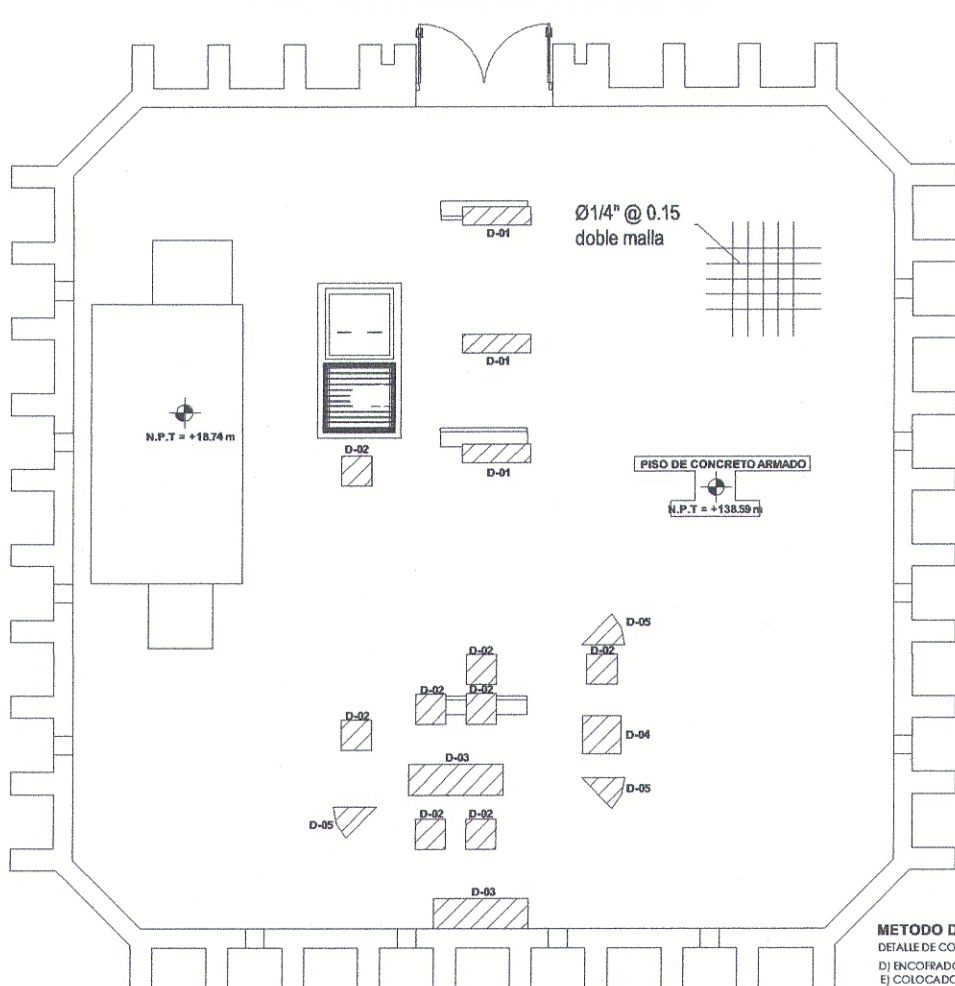 D-01
Ø1/4" @ 0.15
doble malla
D-01
N.P.T = +18.74 m
D-02
D-01
PISO DE CONCRETO ARMADO
N.P.T = +138.59 m
D-05
D-02
D-02
D-02
D-02
D-02
D-04
D-03
D-05
D-05
D-02
D-02
D-03
METODO D
DETALLE DE CO
D) ENCOFRADO
E) COLOCADO